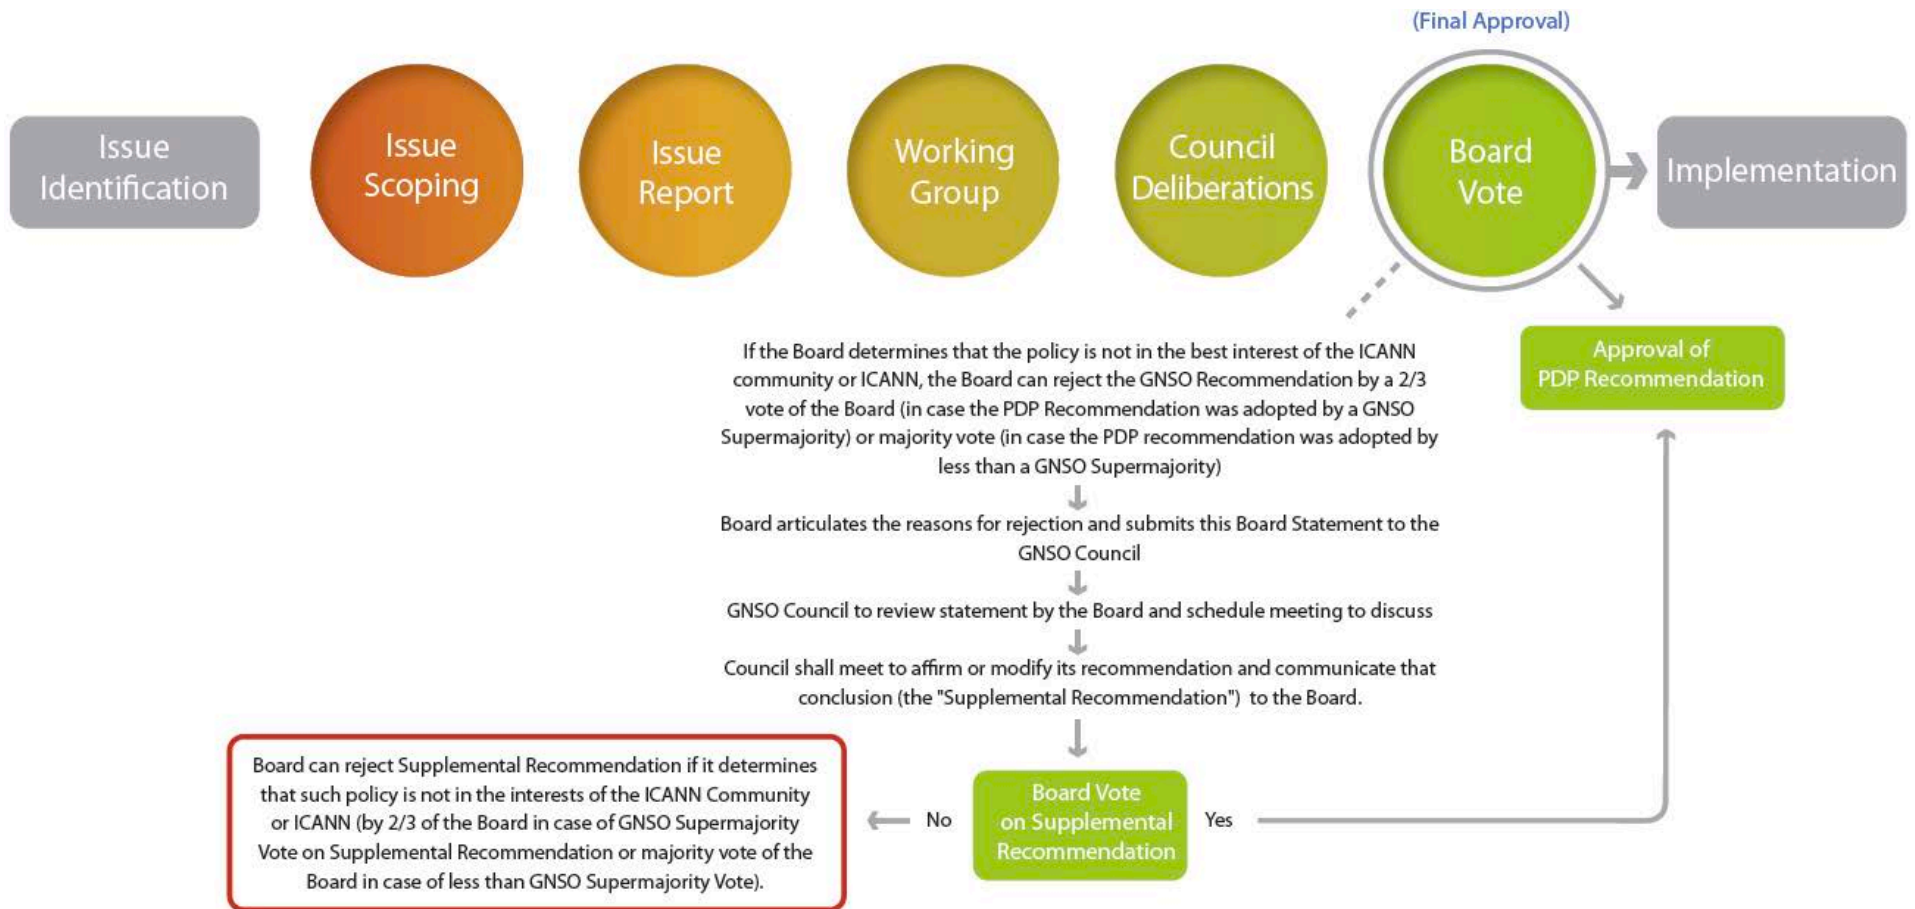 (Final Approval)
Issue
Identification
Issue
Scoping
Issue
Report
Working
Group
Council
Deliberations
Board
Vote
Implementation
If the Board determines that the policy is not in the best interest of the ICANN
community or ICANN, the Board can reject the GNSO Recommendation by a 2/3
vote of the Board (in case the PDP Recommendation was adopted by a GNSO
Supermajority) or majority vote (in case the PDP recommendation was adopted by
less than a GNSO Supermajority)
Approval of
PDP Recommendation
Board articulates the reasons for rejection and submits this Board Statement to the
GNSO Council
GNSO Council to review statement by the Board and schedule meeting to discuss
Council shall meet to affirm or modify its recommendation and communicate that
conclusion (the "Supplemental Recommendation") to the Board.
Board can reject Supplemental Recommendation if it determines
that such policy is not in the interests of the ICANN Community
or ICANN (by 2/3 of the Board in case of GNSO Supermajority
Vote on Supplemental Recommendation or majority vote of the
Board in case of less than GNSO Supermajority Vote).
No
Board Vote
on Supplemental
Recommendation
Yes